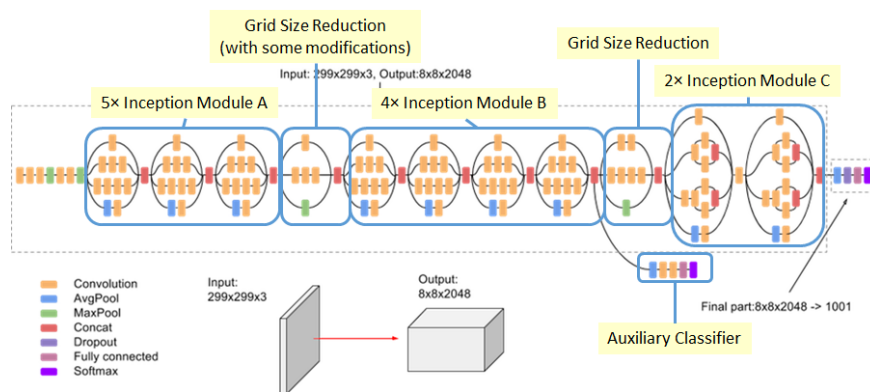 Grid Size Reduction
(with some modifications)
Grid Size Reduction
Input: 299x299x3, Output:8x8x2048
5× Inception Module A
4× Inception Module B
2× Inception Module C
Convolution
AvgPool
MaxPool
Concat
Dropout
Fully connected
Softmax
Input:
299x299x3
Output:
8x8x2048
Final part:8x8x2048 -> 1001
Auxiliary Classifier